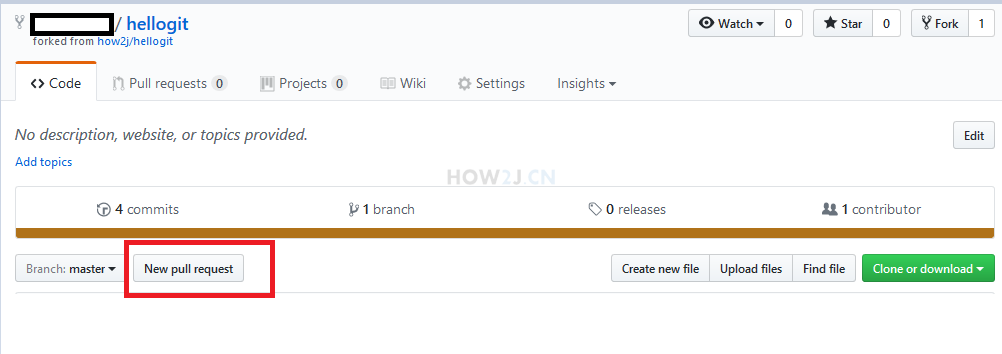 / hellogit
forked from how2j/hellogit
Watch 0 Star 0 Fork 1
Code Pull requests 0 Projects 0 Wiki Settings Insights
No description, website, or topics provided. Edit
Add topics
HOW2J.CN
4 commits 1 branch 0 releases 1 contributor
Branch: master New pull request Create new file Upload files Find file Clone or download